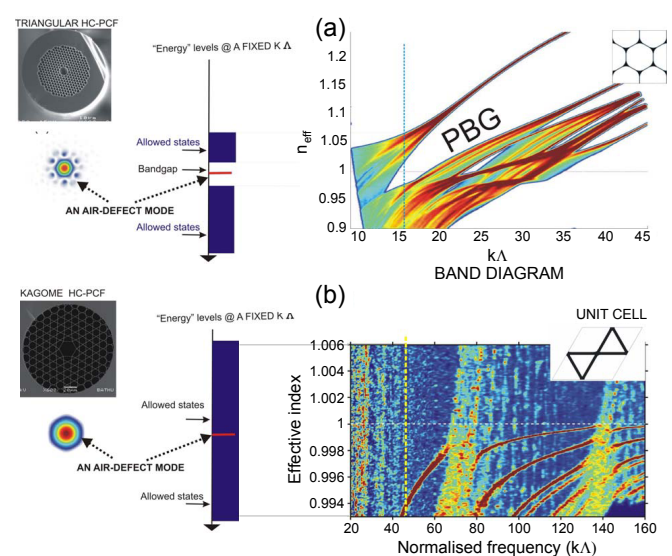 TRIANGULAR HC-PCF
"Energy" levels @ A FIXED K Λ
Allowed states
Bandgap
AN AIR-DEFECT MODE
Allowed states
(a)
1.2
1.15
1.1
1.05
1
0.95
0.9
n eff
PBG
10 15 20 25 30 35 40 45
kΛ
BAND DIAGRAM
KAGOME HC-PCF
"Energy" levels @ A FIXED K Λ
Allowed states
AN AIR-DEFECT MODE
Allowed states
(b)
UNIT CELL
1.006
1.004
1.002
1
0.998
0.996
0.994
Effective index
20 40 60 80 100 120 140 160
Normalised frequency (kΛ)